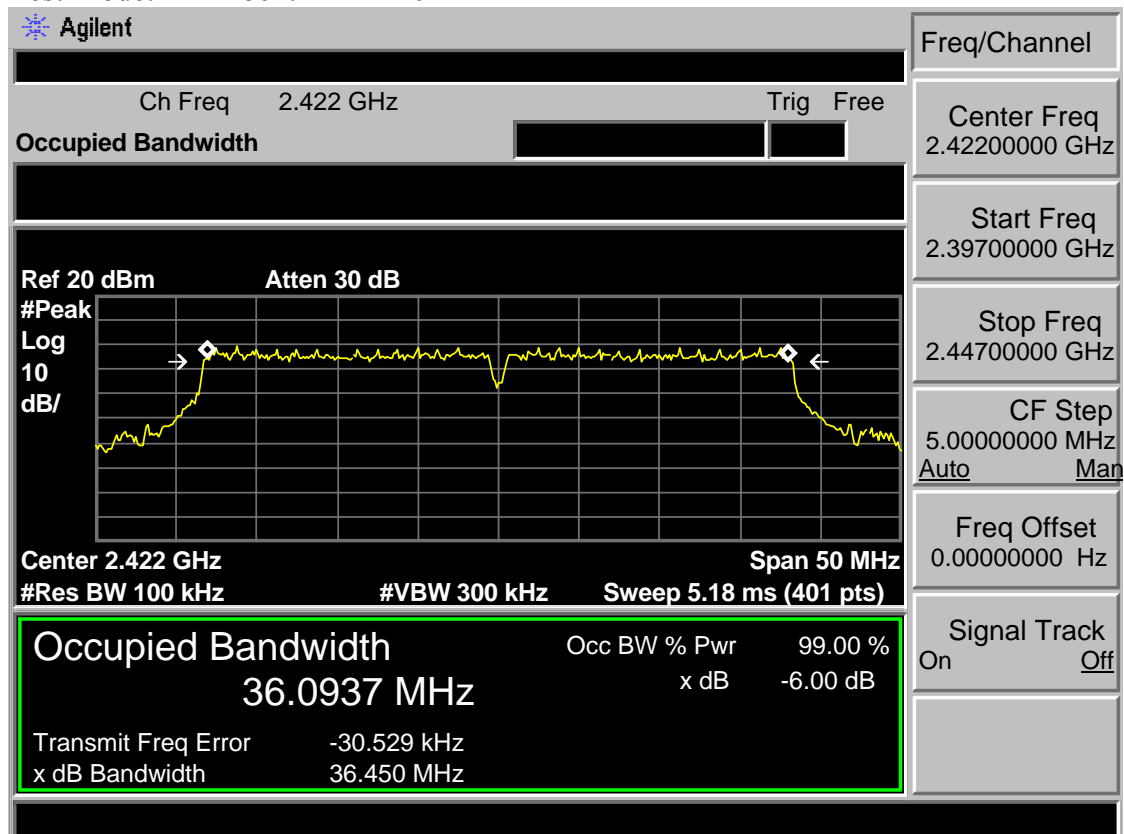 Agilent
Freq/Channel
Ch Freq 2.422 GHz Trig Free
Occupied Bandwidth
Center Freq
2.42200000 GHz
Start Freq
2.39700000 GHz
Ref 20 dBm Atten 30 dB
#Peak
Log
10
dB/
Stop Freq
2.44700000 GHz
CF Step
5.00000000 MHz
Auto Man
Freq Offset
0.00000000 Hz
Center 2.422 GHz Span 50 MHz
#Res BW 100 kHz #VBW 300 kHz Sweep 5.18 ms (401 pts)
Signal Track
On Off
Occupied Bandwidth
36.0937 MHz
Occ BW % Pwr 99.00 %
x dB -6.00 dB
Transmit Freq Error -30.529 kHz
x dB Bandwidth 36.450 MHz